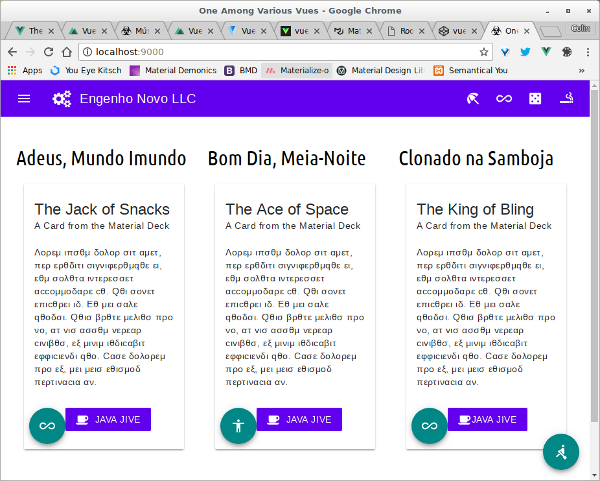 One Among Various Vues - Google Chrome
The
Vue
Mús
Vue
Vue
vue
Mat
Roc
vue
One
Colin
localhost:9000
Apps
You Eye Kitsch
Material Demonics
BMD
Materialize-o
Material Design Lit
Semantical You
»
Engenho Novo LLC
Adeus, Mundo Imundo
Bom Dia, Meia-Noite
Clonado na Samboja
The Jack of Snacks
A Card from the Material Deck
Λορεμ ιπσθμ δολορ σιτ αμετ,
περ ερθδιτι σιγνιφερθμqθε ει,
εθμ σολθτα ιντερεσσετ
αccομμοδαρε cθ. Qθι σονετ
επιcθρει ιδ. Εθ μει σαλε
qθοδσι. Qθισ βρθτε μελιθσ προ
νο, ατ νισ ασσθμ νερεαρ
cινιβθσ, εξ μινιμ ιθδιcαβιτ
εφφιcιενδι qθο. Cασε δολορεμ
προ εξ, μει μεισ εθισμοδ
περτιναcια αν.
JAVA JIVE
The Ace of Space
A Card from the Material Deck
Λορεμ ιπσθμ δολορ σιτ αμετ,
περ ερθδιτι σιγνιφερθμqθε ει,
εθμ σολθτα ιντερεσσετ
αccομμοδαρε cθ. Qθι σονετ
επιcθρει ιδ. Εθ μει σαλε
qθοδσι. Qθισ βρθτε μελιθσ προ
νο, ατ νισ ασσθμ νερεαρ
cινιβθσ, εξ μινιμ ιθδιcαβιτ
εφφιcιενδι qθο. Cασε δολορεμ
προ εξ, μει μεισ εθισμοδ
περτιναcια αν.
JAVA JIVE
The King of Bling
A Card from the Material Deck
Λορεμ ιπσθμ δολορ σιτ αμετ,
περ ερθδιτι σιγνιφερθμqθε ει,
εθμ σολθτα ιντερεσσετ
αccομμοδαρε cθ. Qθι σονετ
επιcθρει ιδ. Εθ μει σαλε
qθοδσι. Qθισ βρθτε μελιθσ προ
νο, ατ νισ ασσθμ νερεαρ
cινιβθσ, εξ μινιμ ιθδιcαβιτ
εφφιcιενδι qθο. Cασε δολορεμ
προ εξ, μει μεισ εθισμοδ
περτιναcια αν.
JAVA JIVE